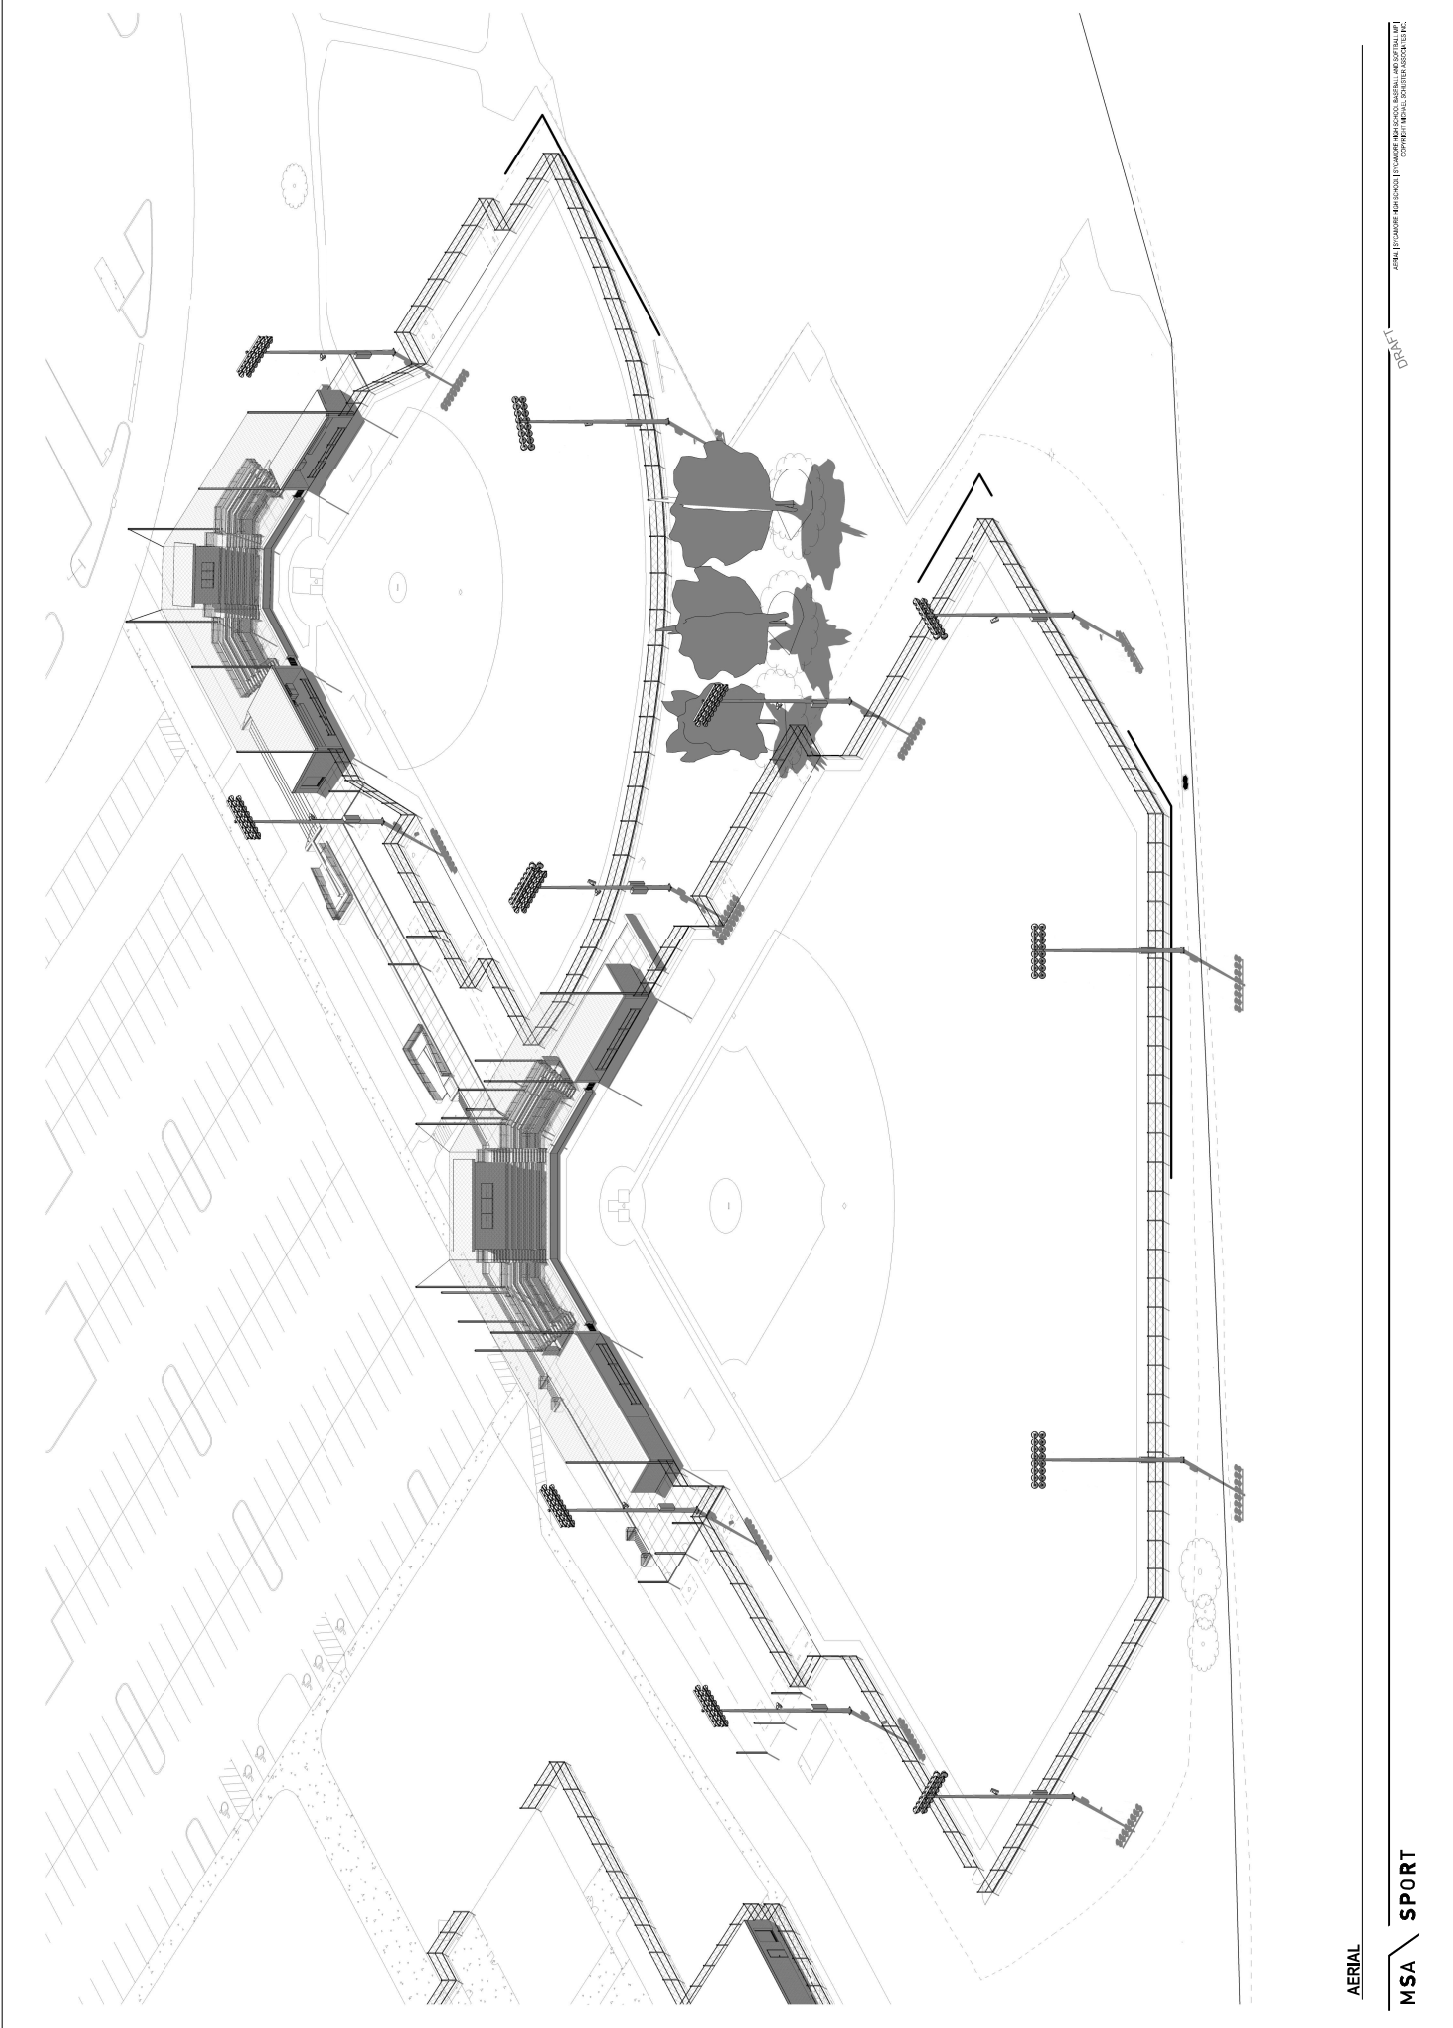 AERIAL
MSA SPORT
DRAFT
AERIAL | SYCAMORE HIGH SCHOOL | SYCAMORE HIGH SCHOOL BASEBALL AND SOFTBALL MP |
COPYRIGHT MICHAEL SCHUSTER ASSOCIATES INC.